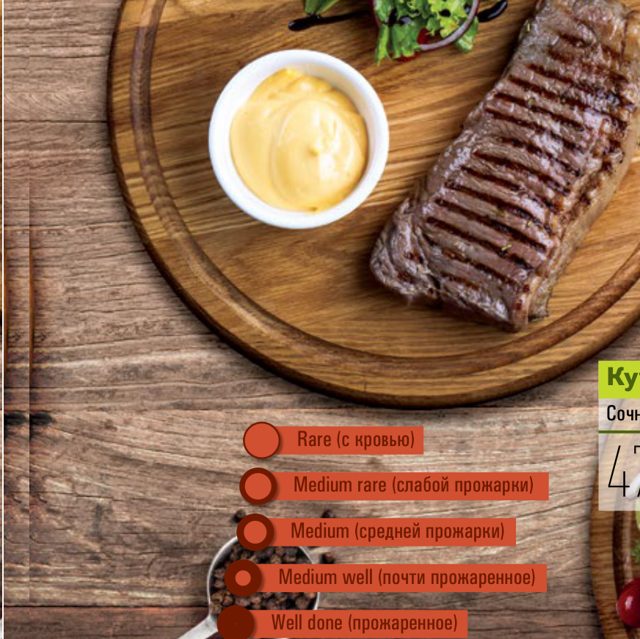 Rare (с кровью)
Medium rare (слабой прожарки)
Medium (средней прожарки)
Medium well (почти прожаренное)
Well done (прожаренное)